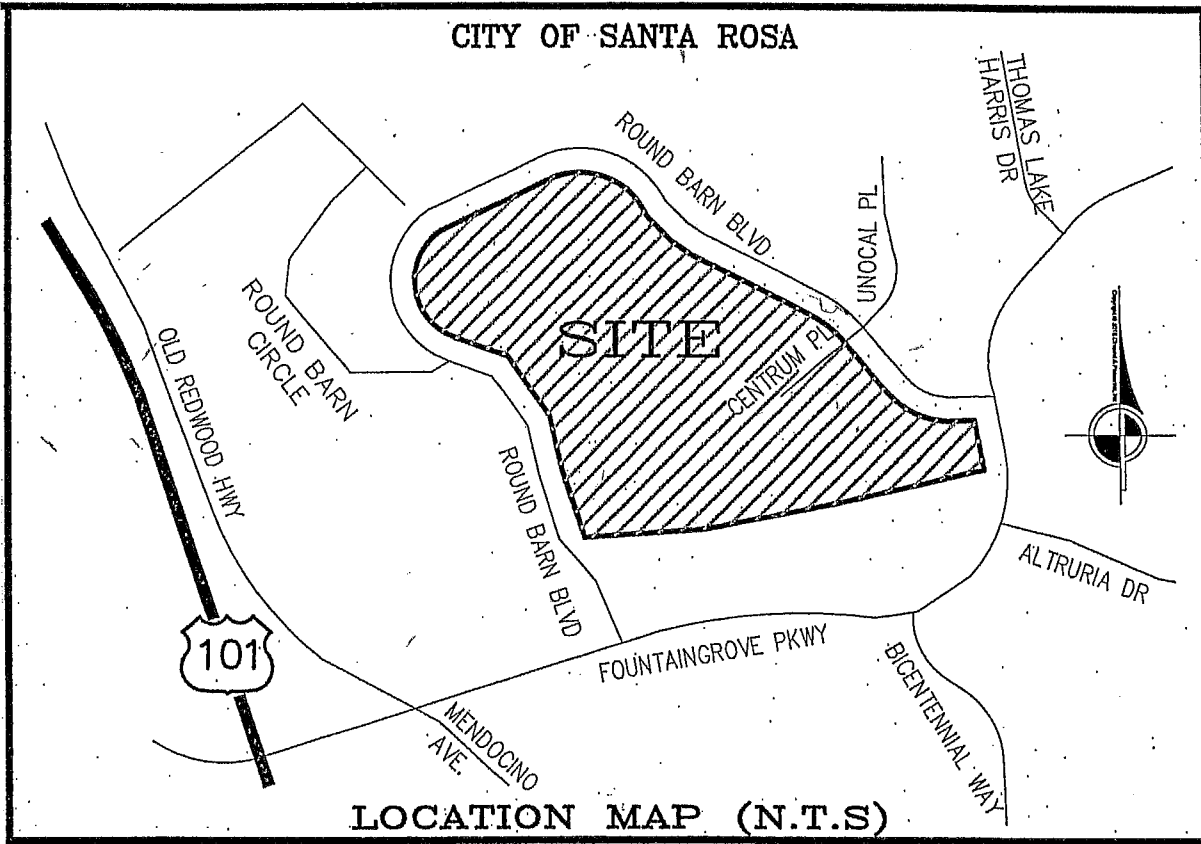 CITY OF SANTA ROSA
THOMAS LAKE
HARRIS DR
ROUND BARN BLVD
UNOCAL PL
ROUND BARN
CIRCLE
OLD REDWOOD HWY
SITE
CENTRUM PL
ROUND BARN BLVD
ALTRURIA DR
101
FOUNTAINGROVE PKWY
BICENTENNIAL WAY
MENDOCINO
AVE.
LOCATION MAP (N.T.S)